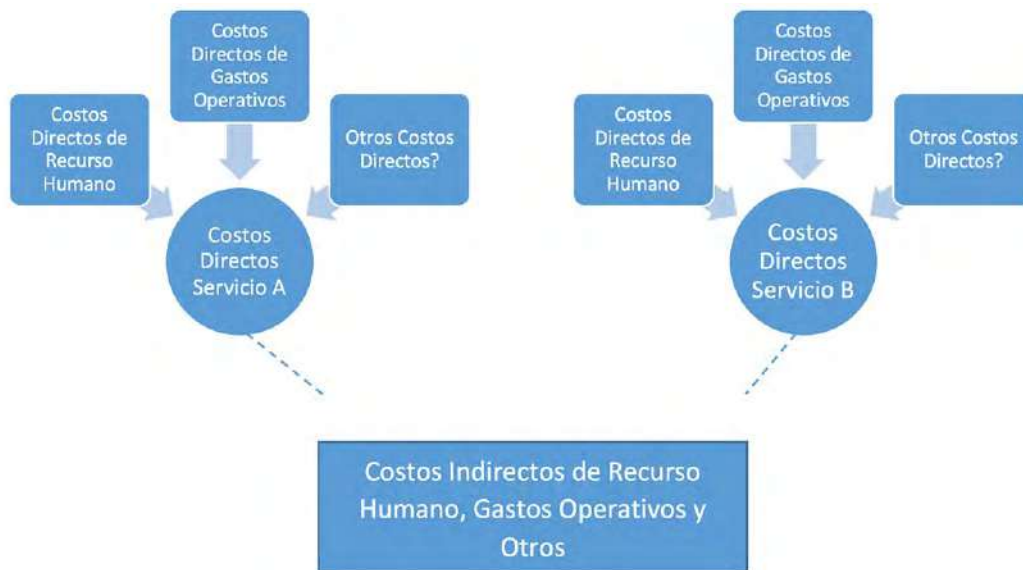 Costos
Directos de
Gastos
Operativos
Costos
Directos de
Recurso
Humano
Otros Costos
Directos?
Costos
Directos
Servicio A
Costos
Directos de
Gastos
Operativos
Costos
Directos de
Recurso
Humano
Otros Costos
Directos?
Costos
Directos
Servicio B
Costos Indirectos de Recurso
Humano, Gastos Operativos y
Otros